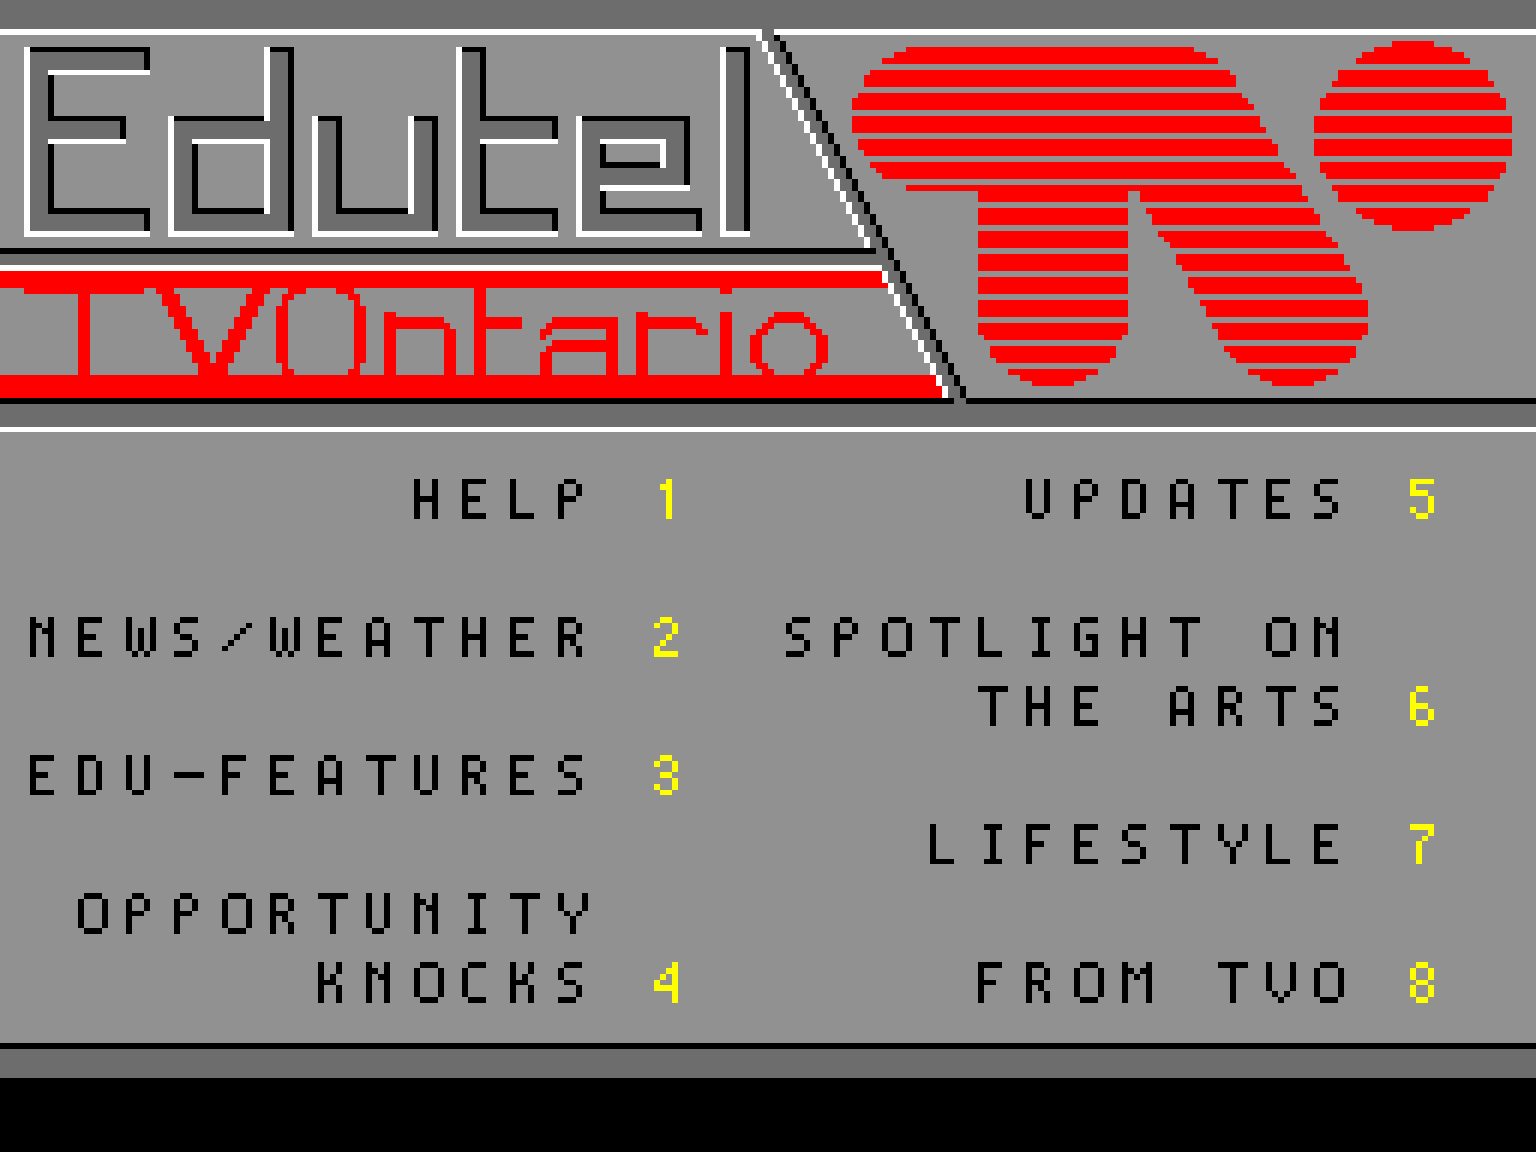 Edutel
TVOntario
HELP 1
NEWS/WEATHER 2
EDU-FEATURES 3
OPPORTUNITY
KNOCKS 4
UPDATES 5
SPOTLIGHT ON
THE ARTS 6
LIFESTYLE 7
FROM TVO 8